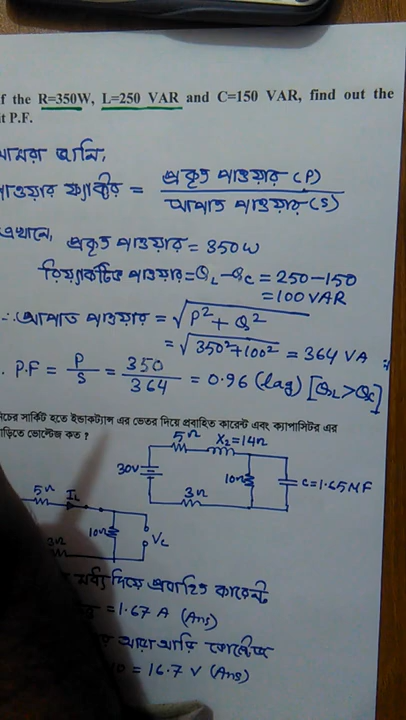 f the R=350W, L=250 VAR and C=150 VAR, find out the
t P.F.
আমরা জানি,
পাওয়ার ফ্যাক্টর = প্রকৃত পাওয়ার (P)
আপাত পাওয়ার (S)
এখানে, প্রকৃত পাওয়ার = 350W
রিয়্যাকটিভ পাওয়ার = QL - QC = 250-150
= 100 VAR
∴ আপাত পাওয়ার = √P² + Q²
= √350²+100² = 364 VA
P.F = P/S = 350/364 = 0.96 (lag) [QL>QC]
নিচের সার্কিট হতে ইন্ডাকট্যান্স এর ভেতর দিয়ে প্রবাহিত কারেন্ট এবং ক্যাপাসিটর এর
আড়াআড়িতে ভোল্টেজ কত ?
5Ω
X₂=14Ω
30V
10Ω
C=1.65MF
3Ω
5Ω
IL
10Ω
VC
3Ω
মধ্য দিয়ে প্রবাহিত কারেন্ট
= 1.67 A (Ans)
আড়াআড়ি ভোল্টেজ
= 16.7 V (Ans)